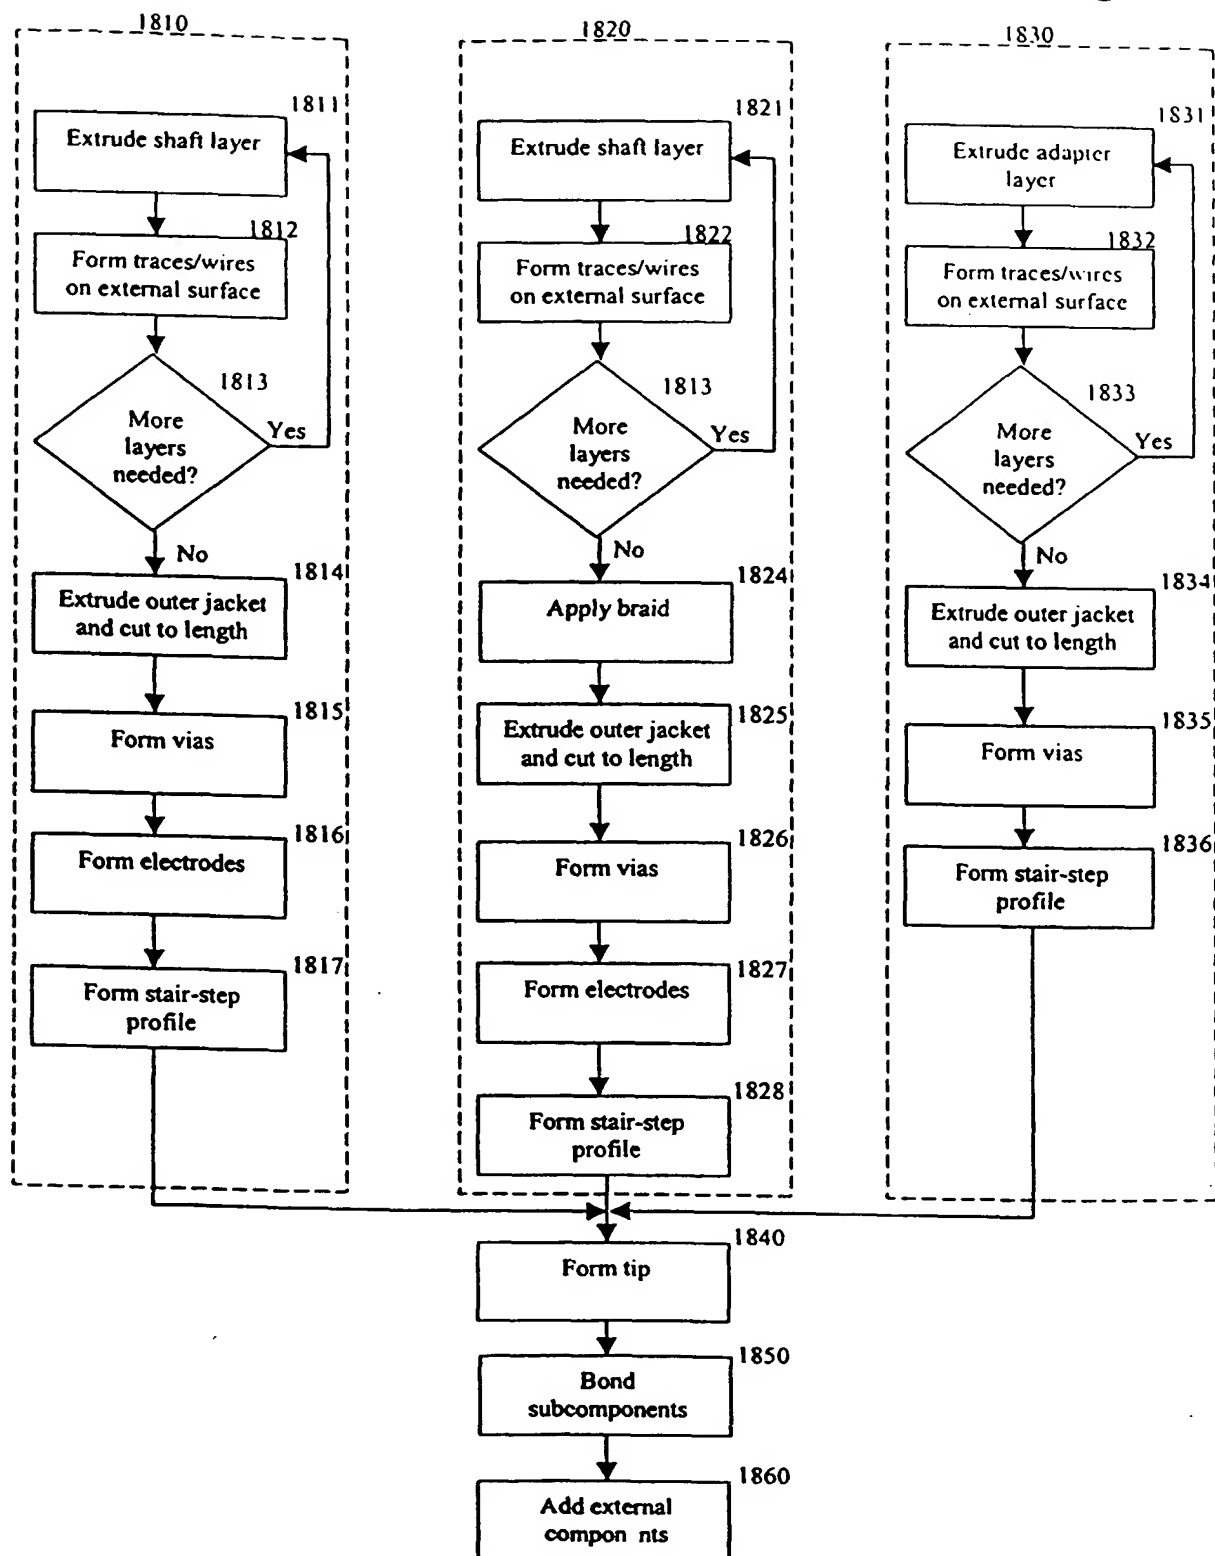 1810
1811
Extrude shaft layer
1812
Form traces/wires
on external surface
1813
More
layers
needed?
Yes
No
1814
Extrude outer jacket
and cut to length
1815
Form vias
1816
Form electrodes
1817
Form stair-step
profile
1820
1821
Extrude shaft layer
1822
Form traces/wires
on external surface
1813
More
layers
needed?
Yes
No
1824
Apply braid
1825
Extrude outer jacket
and cut to length
1826
Form vias
1827
Form electrodes
1828
Form stair-step
profile
1830
1831
Extrude adapter
layer
1832
Form traces/wires
on external surface
1833
More
layers
needed?
Yes
No
1834
Extrude outer jacket
and cut to length
1835
Form vias
1836
Form stair-step
profile
1840
Form tip
1850
Bond
subcomponents
1860
Add external
compon nts